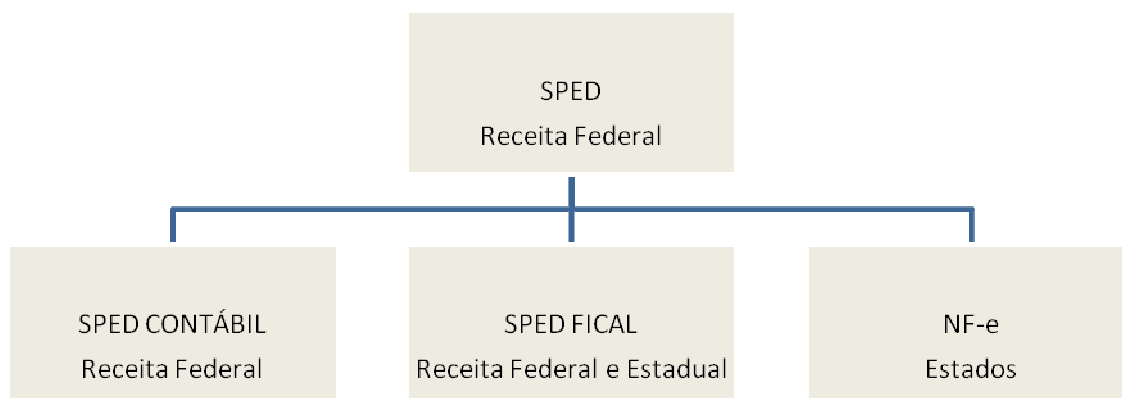 SPED
Receita Federal
SPED CONTÁBIL
Receita Federal
SPED FICAL
Receita Federal e Estadual
NF-e
Estados